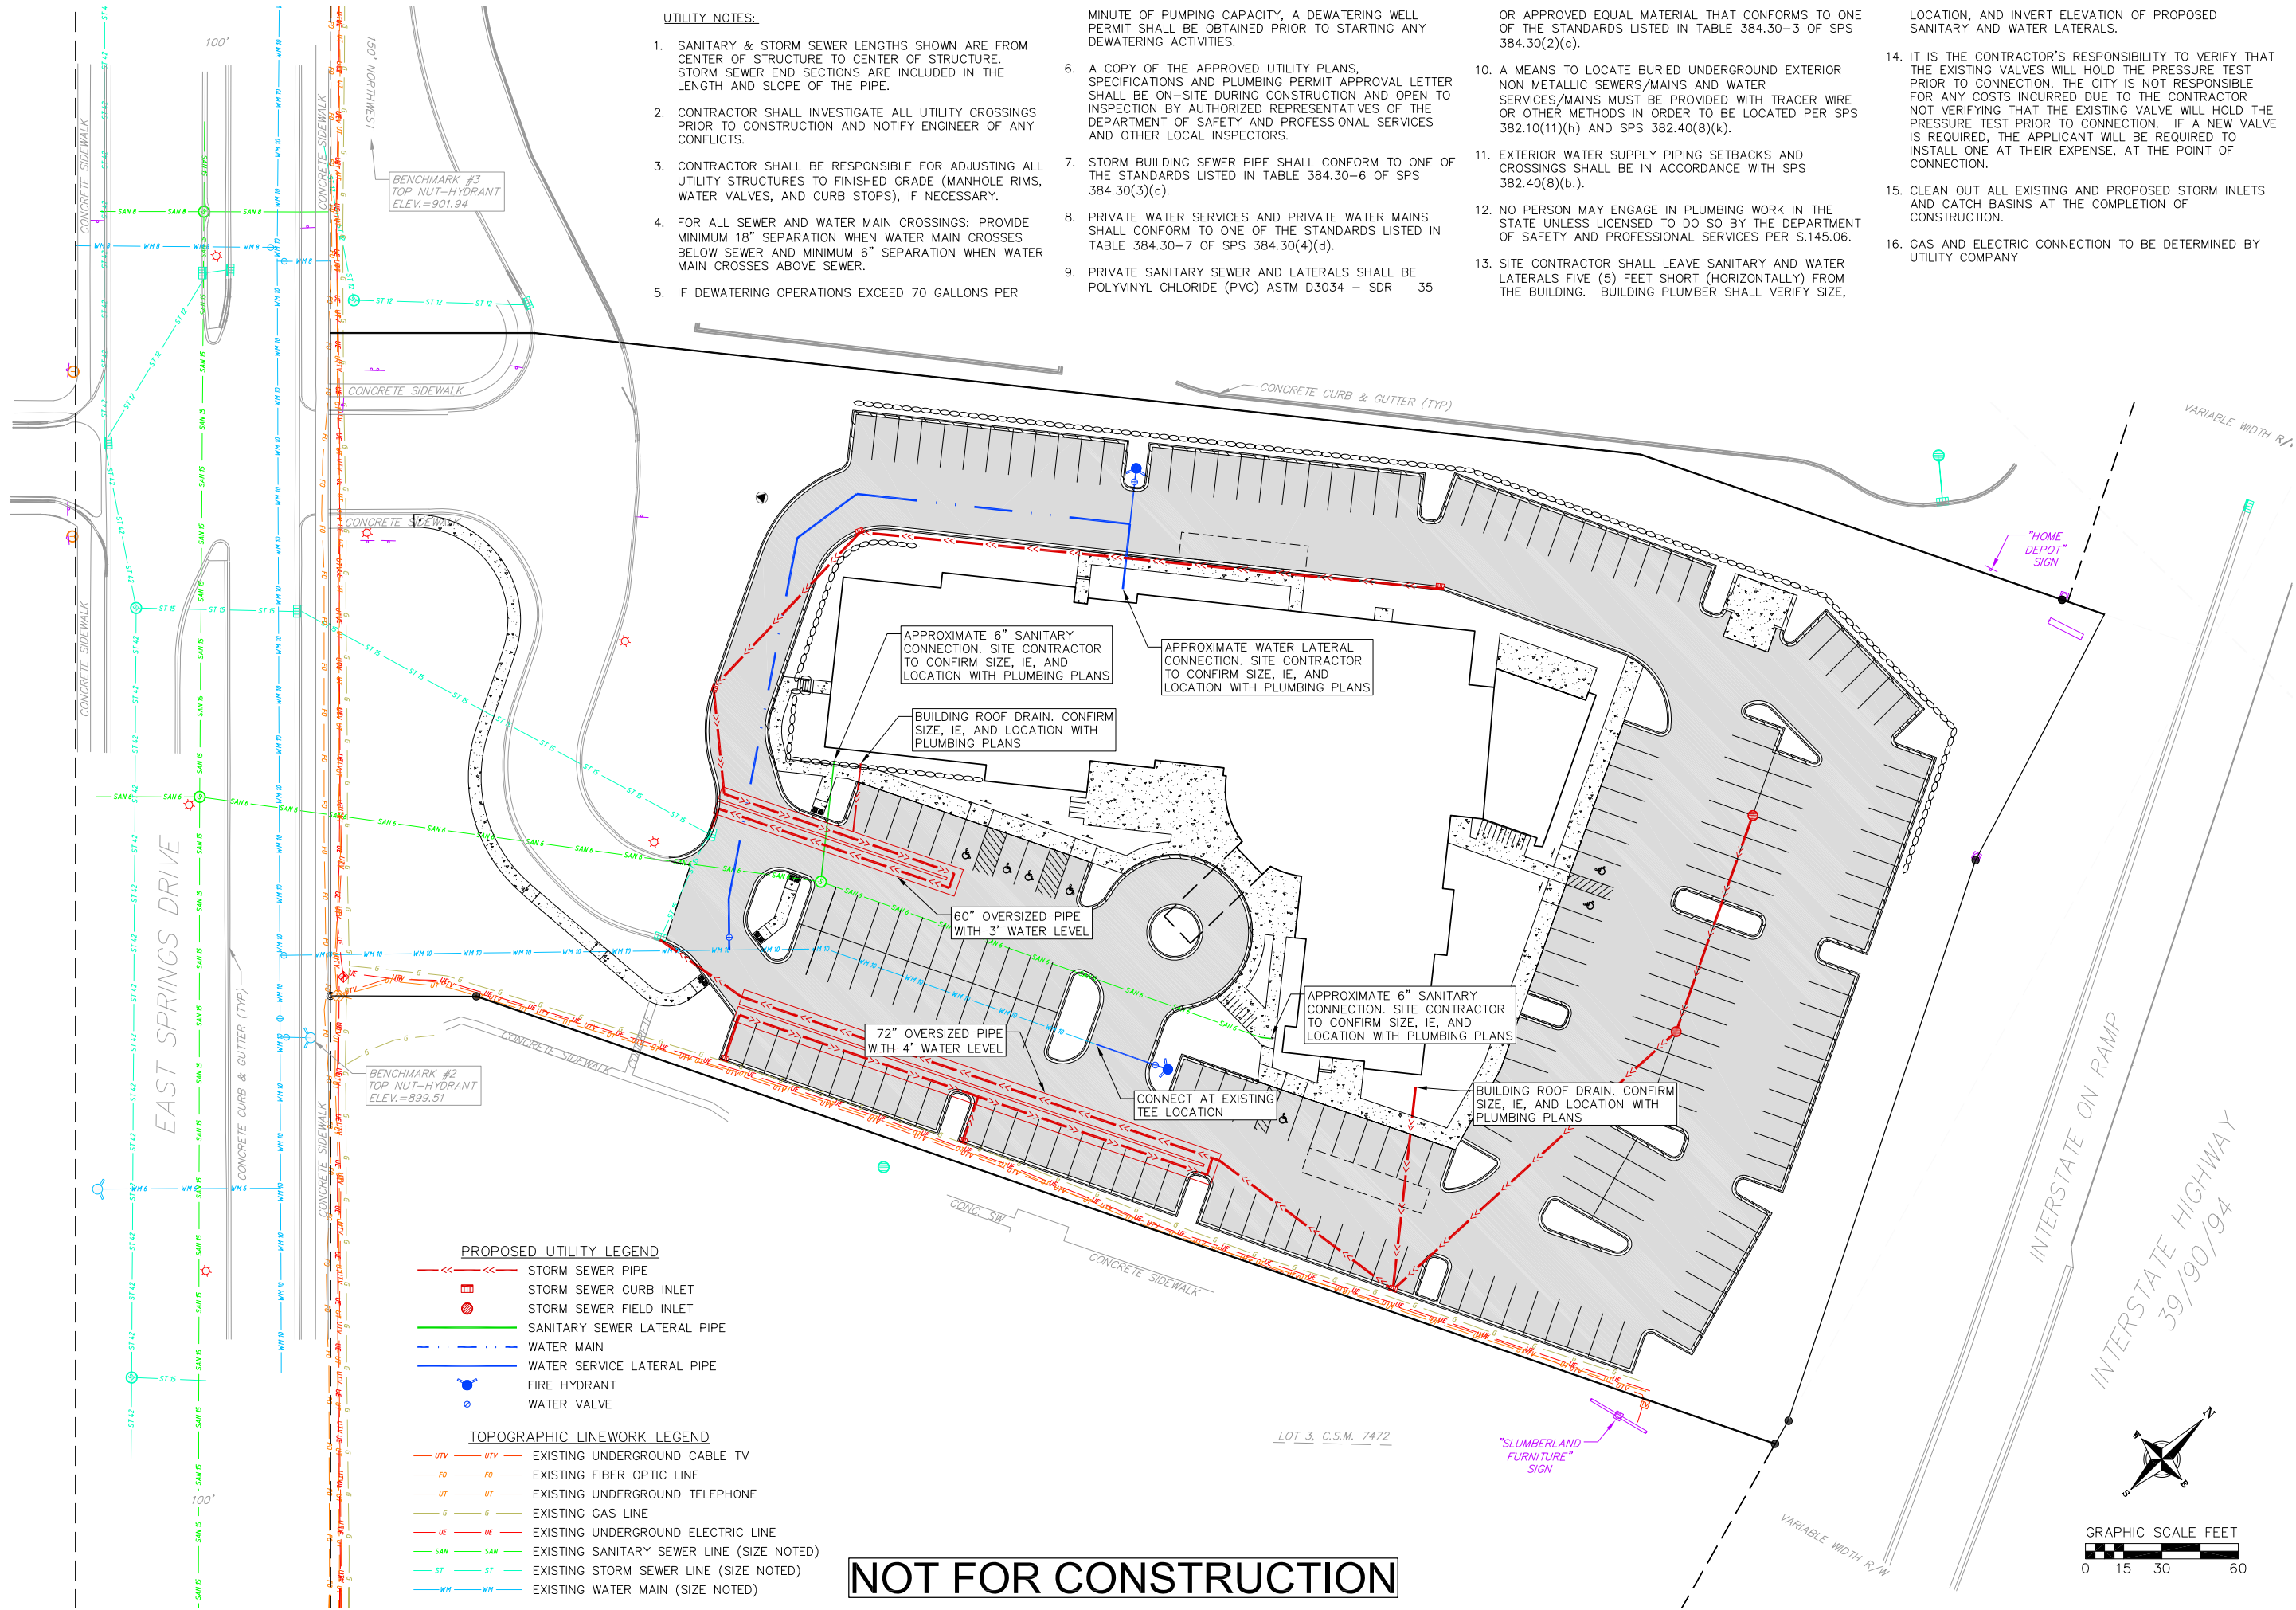 UTILITY NOTES:
1. SANITARY & STORM SEWER LENGTHS SHOWN ARE FROM
CENTER OF STRUCTURE TO CENTER OF STRUCTURE.
STORM SEWER END SECTIONS ARE INCLUDED IN THE
LENGTH AND SLOPE OF THE PIPE.
2. CONTRACTOR SHALL INVESTIGATE ALL UTILITY CROSSINGS
PRIOR TO CONSTRUCTION AND NOTIFY ENGINEER OF ANY
CONFLICTS.
3. CONTRACTOR SHALL BE RESPONSIBLE FOR ADJUSTING ALL
UTILITY STRUCTURES TO FINISHED GRADE (MANHOLE RIMS,
WATER VALVES, AND CURB STOPS), IF NECESSARY.
4. FOR ALL SEWER AND WATER MAIN CROSSINGS: PROVIDE
MINIMUM 18" SEPARATION WHEN WATER MAIN CROSSES
BELOW SEWER AND MINIMUM 6" SEPARATION WHEN WATER
MAIN CROSSES ABOVE SEWER.
5. IF DEWATERING OPERATIONS EXCEED 70 GALLONS PER
MINUTE OF PUMPING CAPACITY, A DEWATERING WELL
PERMIT SHALL BE OBTAINED PRIOR TO STARTING ANY
DEWATERING ACTIVITIES.
6. A COPY OF THE APPROVED UTILITY PLANS,
SPECIFICATIONS AND PLUMBING PERMIT APPROVAL LETTER
SHALL BE ON-SITE DURING CONSTRUCTION AND OPEN TO
INSPECTION BY AUTHORIZED REPRESENTATIVES OF THE
DEPARTMENT OF SAFETY AND PROFESSIONAL SERVICES
AND OTHER LOCAL INSPECTORS.
7. STORM BUILDING SEWER PIPE SHALL CONFORM TO ONE OF
THE STANDARDS LISTED IN TABLE 384.30-6 OF SPS
384.30(3)(c).
8. PRIVATE WATER SERVICES AND PRIVATE WATER MAINS
SHALL CONFORM TO ONE OF THE STANDARDS LISTED IN
TABLE 384.30-7 OF SPS 384.30(4)(d).
9. PRIVATE SANITARY SEWER AND LATERALS SHALL BE
POLYVINYL CHLORIDE (PVC) ASTM D3034 - SDR 35
OR APPROVED EQUAL MATERIAL THAT CONFORMS TO ONE
OF THE STANDARDS LISTED IN TABLE 384.30-3 OF SPS
384.30(2)(c).
10. A MEANS TO LOCATE BURIED UNDERGROUND EXTERIOR
NON METALLIC SEWERS/MAINS AND WATER
SERVICES/MAINS MUST BE PROVIDED WITH TRACER WIRE
OR OTHER METHODS IN ORDER TO BE LOCATED PER SPS
382.10(11)(h) AND SPS 382.40(8)(k).
11. EXTERIOR WATER SUPPLY PIPING SETBACKS AND
CROSSINGS SHALL BE IN ACCORDANCE WITH SPS
382.40(8)(b.).
12. NO PERSON MAY ENGAGE IN PLUMBING WORK IN THE
STATE UNLESS LICENSED TO DO SO BY THE DEPARTMENT
OF SAFETY AND PROFESSIONAL SERVICES PER S.145.06.
13. SITE CONTRACTOR SHALL LEAVE SANITARY AND WATER
LATERALS FIVE (5) FEET SHORT (HORIZONTALLY) FROM
THE BUILDING. BUILDING PLUMBER SHALL VERIFY SIZE,
LOCATION, AND INVERT ELEVATION OF PROPOSED
SANITARY AND WATER LATERALS.
14. IT IS THE CONTRACTOR'S RESPONSIBILITY TO VERIFY THAT
THE EXISTING VALVES WILL HOLD THE PRESSURE TEST
PRIOR TO CONNECTION. THE CITY IS NOT RESPONSIBLE
FOR ANY COSTS INCURRED DUE TO THE CONTRACTOR
NOT VERIFYING THAT THE EXISTING VALVE WILL HOLD THE
PRESSURE TEST PRIOR TO CONNECTION. IF A NEW VALVE
IS REQUIRED, THE APPLICANT WILL BE REQUIRED TO
INSTALL ONE AT THEIR EXPENSE, AT THE POINT OF
CONNECTION.
15. CLEAN OUT ALL EXISTING AND PROPOSED STORM INLETS
AND CATCH BASINS AT THE COMPLETION OF
CONSTRUCTION.
16. GAS AND ELECTRIC CONNECTION TO BE DETERMINED BY
UTILITY COMPANY
100'
150' NORTHWEST
CONCRETE SIDEWALK
CONCRETE SIDEWALK
BENCHMARK #3
TOP NUT-HYDRANT
ELEV.=901.94
CONCRETE SIDEWALK
CONCRETE CURB & GUTTER (TYP)
VARIABLE WIDTH R/W
CONCRETE SIDEWALK
CONCRETE SIDEWALK
"HOME
DEPOT"
SIGN
APPROXIMATE 6" SANITARY
CONNECTION. SITE CONTRACTOR
TO CONFIRM SIZE, IE, AND
LOCATION WITH PLUMBING PLANS
APPROXIMATE WATER LATERAL
CONNECTION. SITE CONTRACTOR
TO CONFIRM SIZE, IE, AND
LOCATION WITH PLUMBING PLANS
BUILDING ROOF DRAIN. CONFIRM
SIZE, IE, AND LOCATION WITH
PLUMBING PLANS
EAST SPRINGS DRIVE
CONCRETE CURB & GUTTER (TYP)
60" OVERSIZED PIPE
WITH 3' WATER LEVEL
APPROXIMATE 6" SANITARY
CONNECTION. SITE CONTRACTOR
TO CONFIRM SIZE, IE, AND
LOCATION WITH PLUMBING PLANS
72" OVERSIZED PIPE
WITH 4' WATER LEVEL
CONCRETE SIDEWALK
CONCRETE
BENCHMARK #2
TOP NUT-HYDRANT
ELEV.=899.51
CONCRETE SIDEWALK
CONNECT AT EXISTING
TEE LOCATION
BUILDING ROOF DRAIN. CONFIRM
SIZE, IE, AND LOCATION WITH
PLUMBING PLANS
INTERSTATE ON RAMP
INTERSTATE HIGHWAY
39/90/94
CONC. SW
CONCRETE SIDEWALK
PROPOSED UTILITY LEGEND
STORM SEWER PIPE
STORM SEWER CURB INLET
STORM SEWER FIELD INLET
SANITARY SEWER LATERAL PIPE
WATER MAIN
WATER SERVICE LATERAL PIPE
FIRE HYDRANT
WATER VALVE
TOPOGRAPHIC LINEWORK LEGEND
UTV UTV EXISTING UNDERGROUND CABLE TV
FO FO EXISTING FIBER OPTIC LINE
UT UT EXISTING UNDERGROUND TELEPHONE
G G EXISTING GAS LINE
UE UE EXISTING UNDERGROUND ELECTRIC LINE
SAN SAN EXISTING SANITARY SEWER LINE (SIZE NOTED)
ST ST EXISTING STORM SEWER LINE (SIZE NOTED)
WM WM EXISTING WATER MAIN (SIZE NOTED)
100'
LOT 3, C.S.M. 7472
"SLUMBERLAND
FURNITURE"
SIGN
VARIABLE WIDTH R/W
N
W
E
S
GRAPHIC SCALE FEET
0 15 30 60
NOT FOR CONSTRUCTION